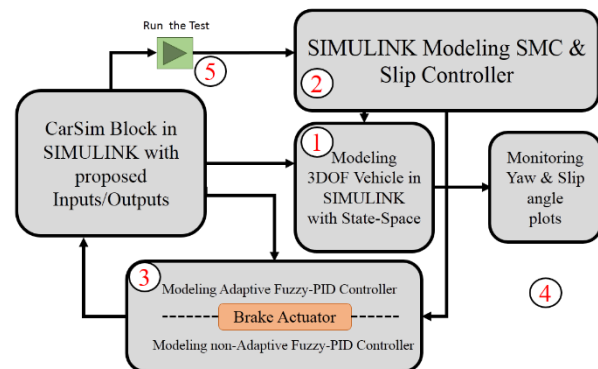 Run the Test
5
SIMULINK Modeling SMC &
Slip Controller
2
CarSim Block in
SIMULINK with
proposed
Inputs/Outputs
1
Modeling
3DOF Vehicle in
SIMULINK
with State-Space
Monitoring
Yaw & Slip
angle
plots
3
Modeling Adaptive Fuzzy-PID Controller
Brake Actuator
Modeling non-Adaptive Fuzzy-PID Controller
4